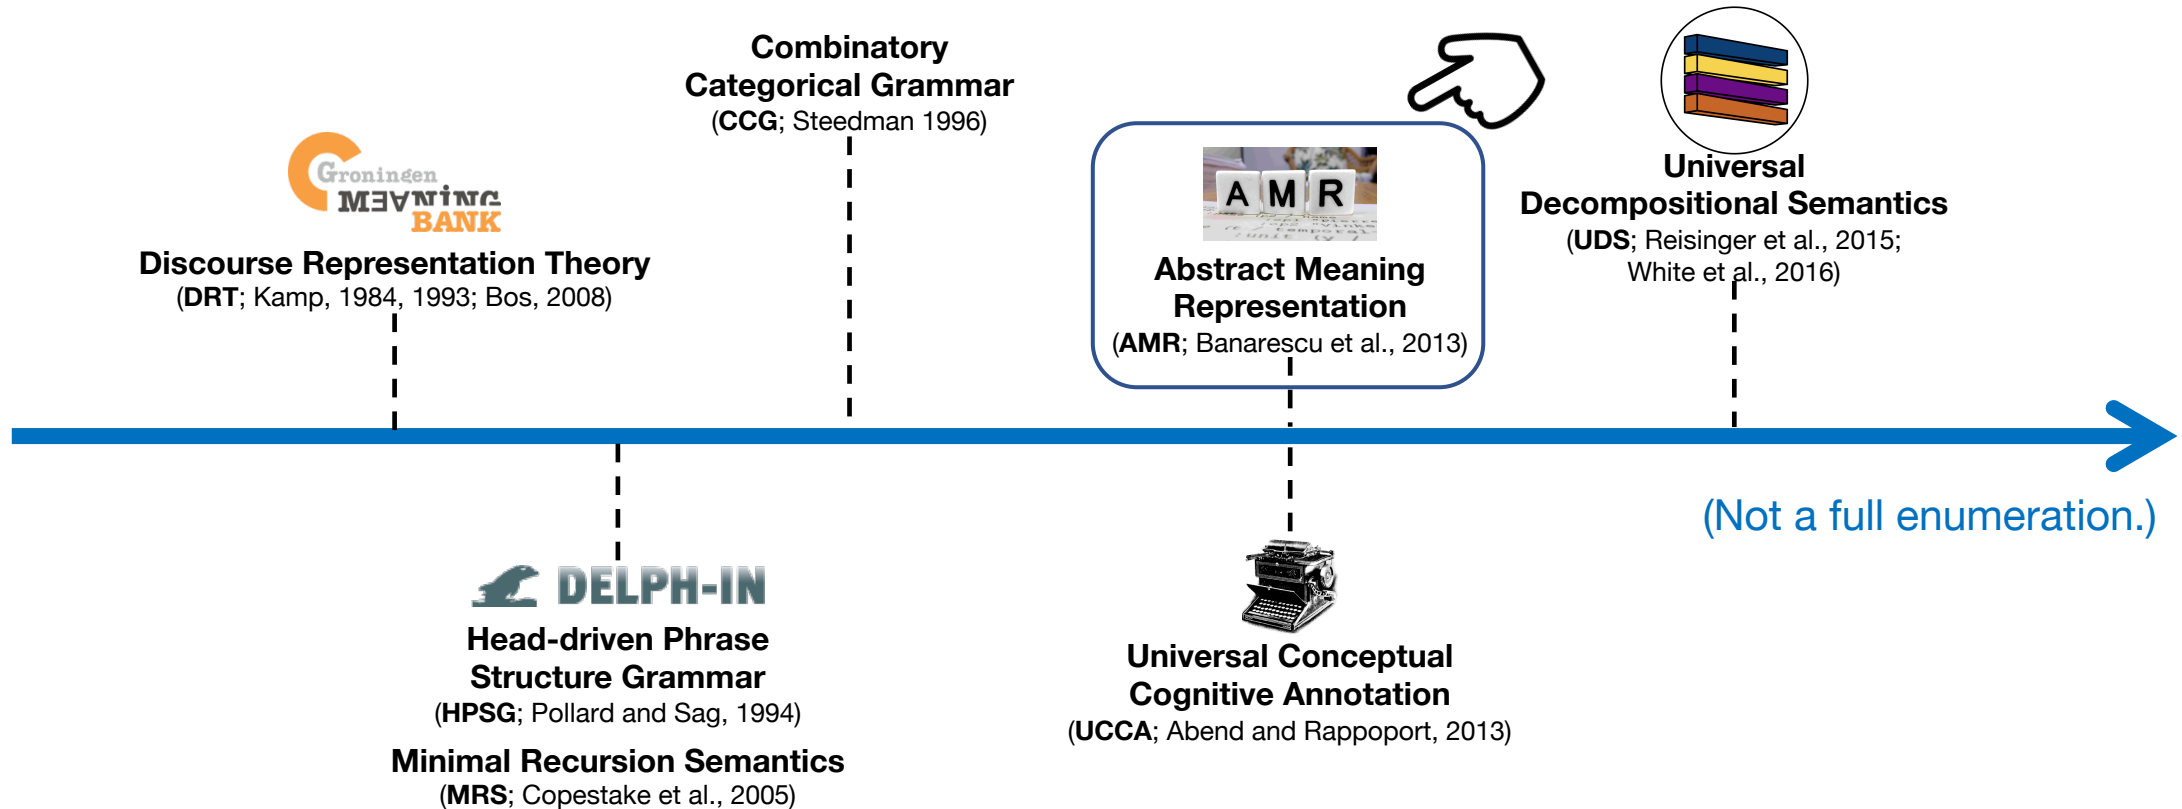 Combinatory
Categorical Grammar
(CCG; Steedman 1996)
Groningen
MEANING
BANK
Discourse Representation Theory
(DRT; Kamp, 1984, 1993; Bos, 2008)
A M R
Abstract Meaning
Representation
(AMR; Banarescu et al., 2013)
Universal
Decompositional Semantics
(UDS; Reisinger et al., 2015;
White et al., 2016)
(Not a full enumeration.)
DELPH-IN
Head-driven Phrase
Structure Grammar
(HPSG; Pollard and Sag, 1994)
Minimal Recursion Semantics
(MRS; Copestake et al., 2005)
Universal Conceptual
Cognitive Annotation
(UCCA; Abend and Rappoport, 2013)